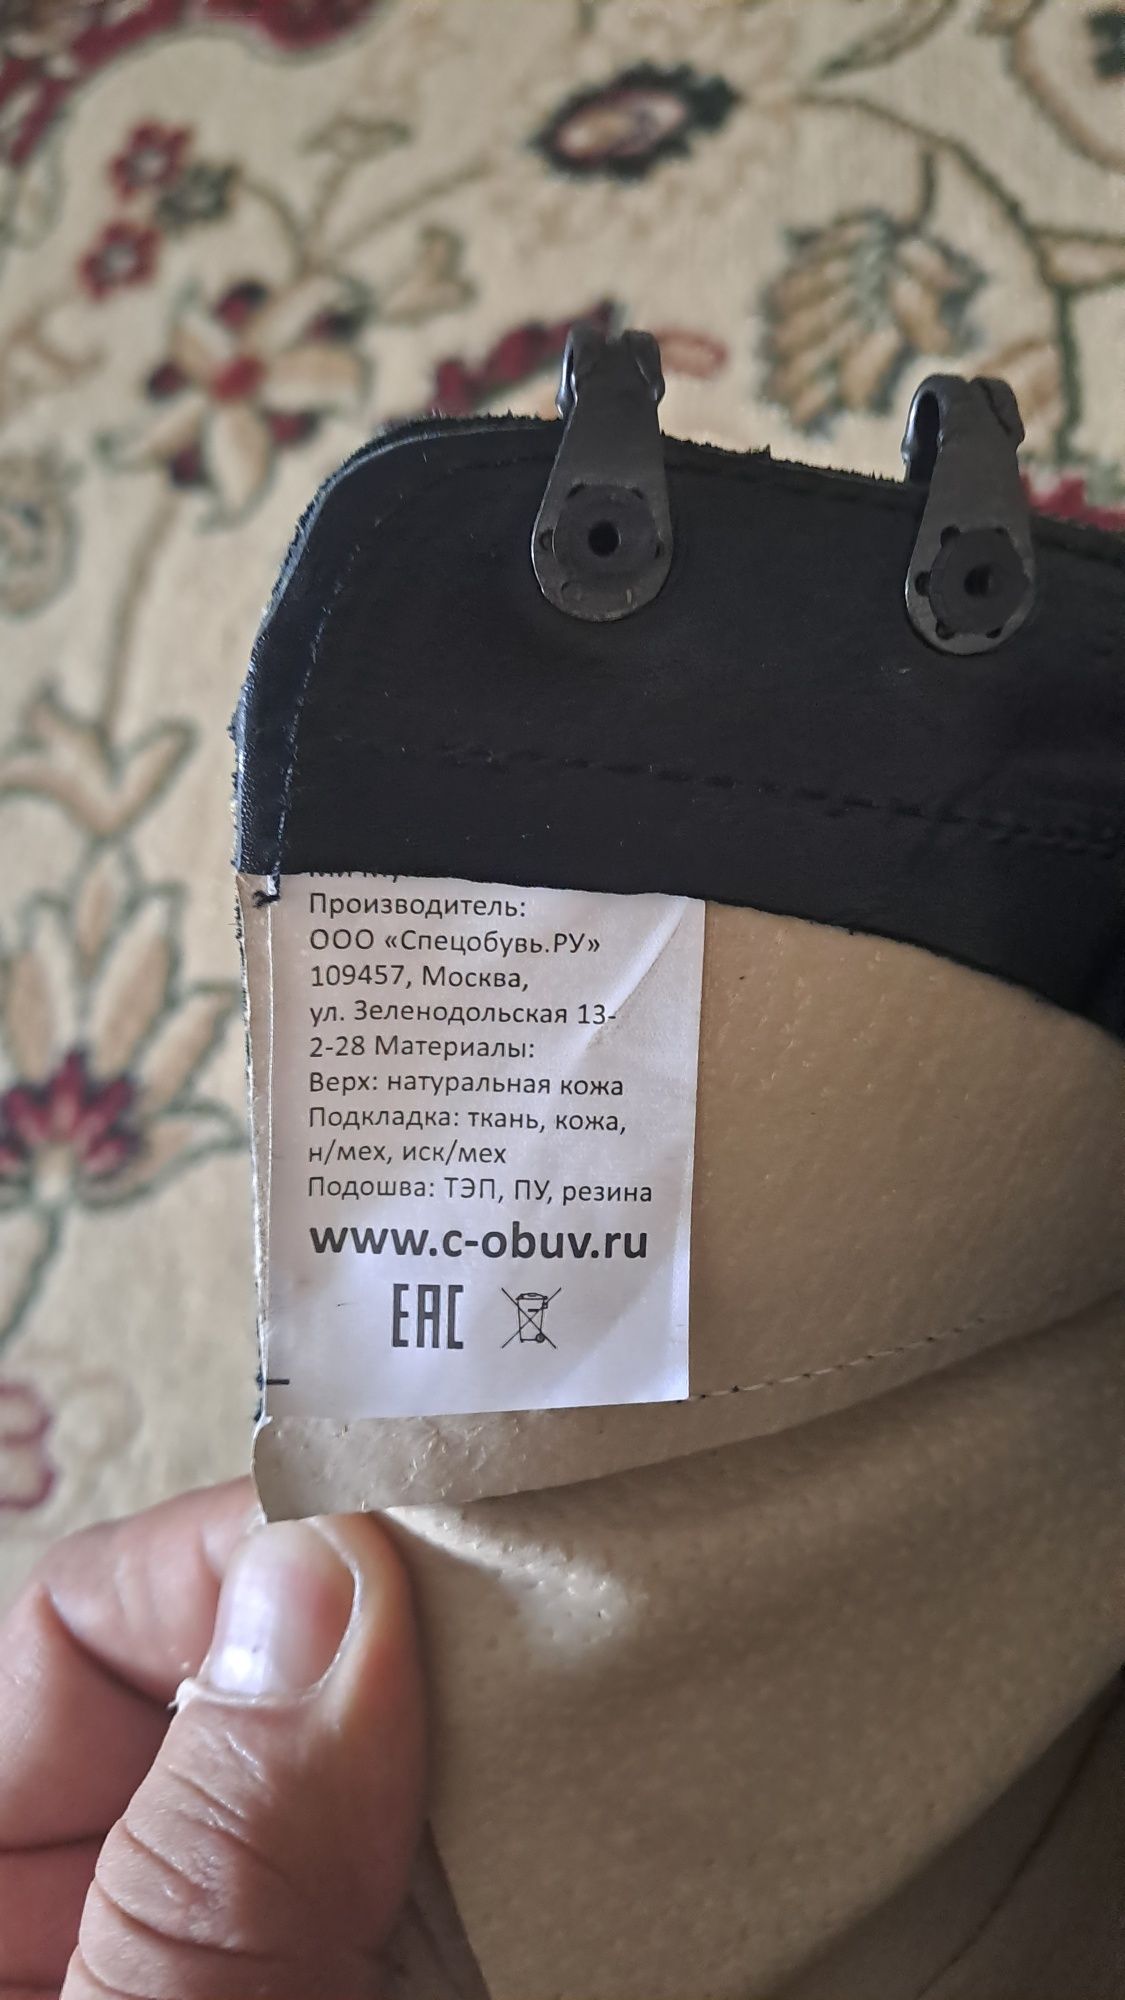 Производитель:
ООО «Спецобувь.РУ»
109457, Москва,
ул. Зеленодольская 13-
2-28 Материалы:
Верх: натуральная кожа
Подкладка: ткань, кожа,
н/мех, иск/мех
Подошва: ТЭП, ПУ, резина
www.c-obuv.ru
EAC